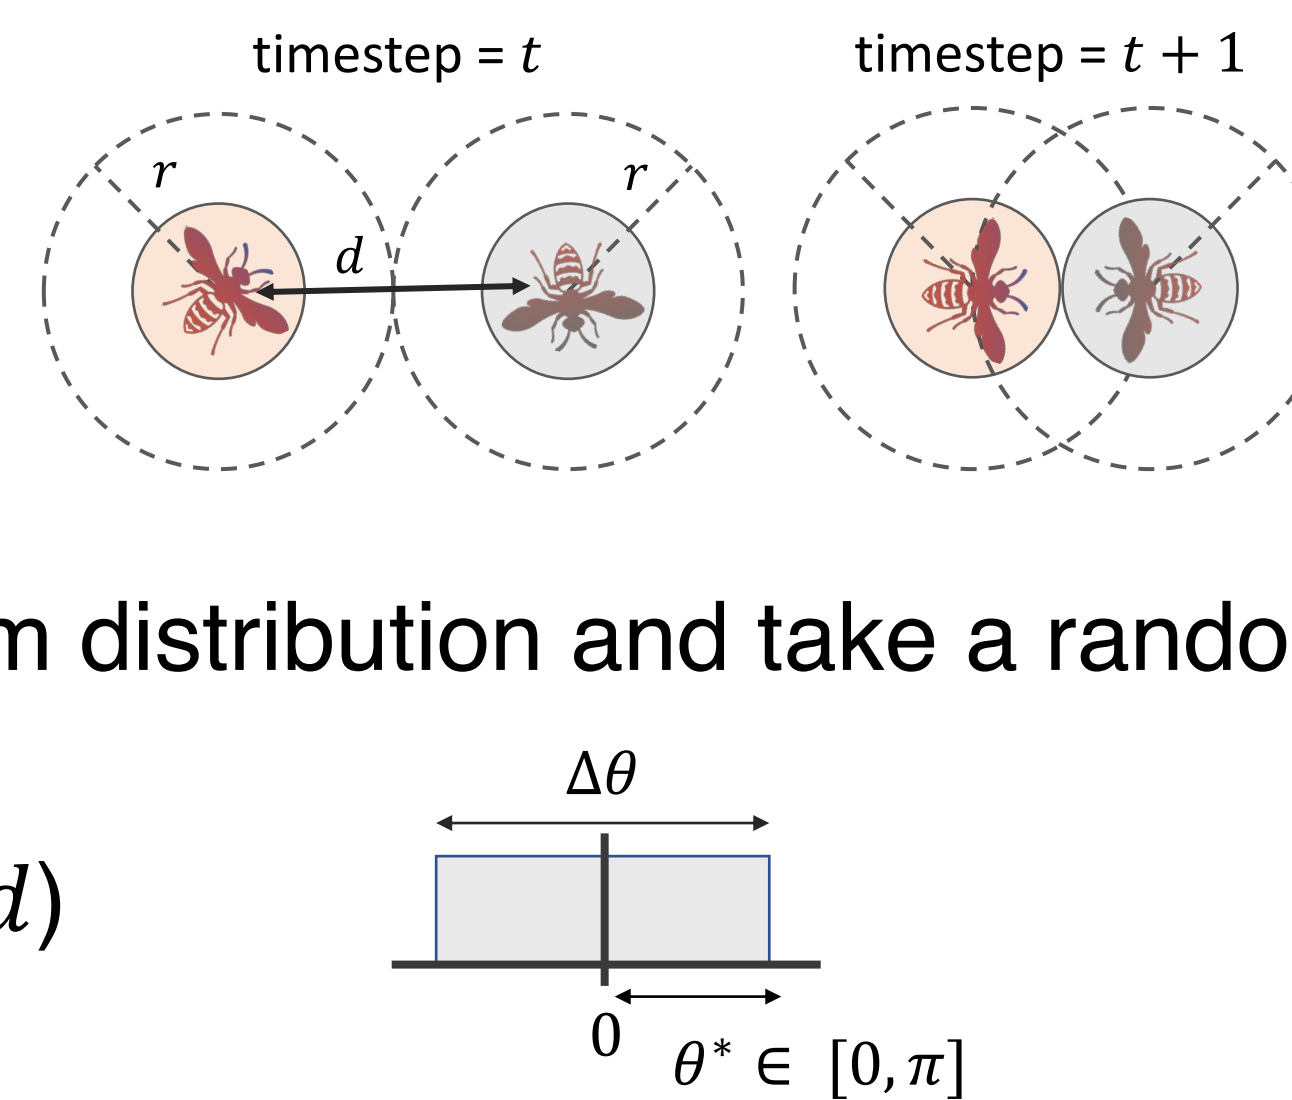 timestep = t
timestep = t + 1
r
r
d
m distribution and take a rando
Δθ
d)
0
θ* ∈ [0, π]